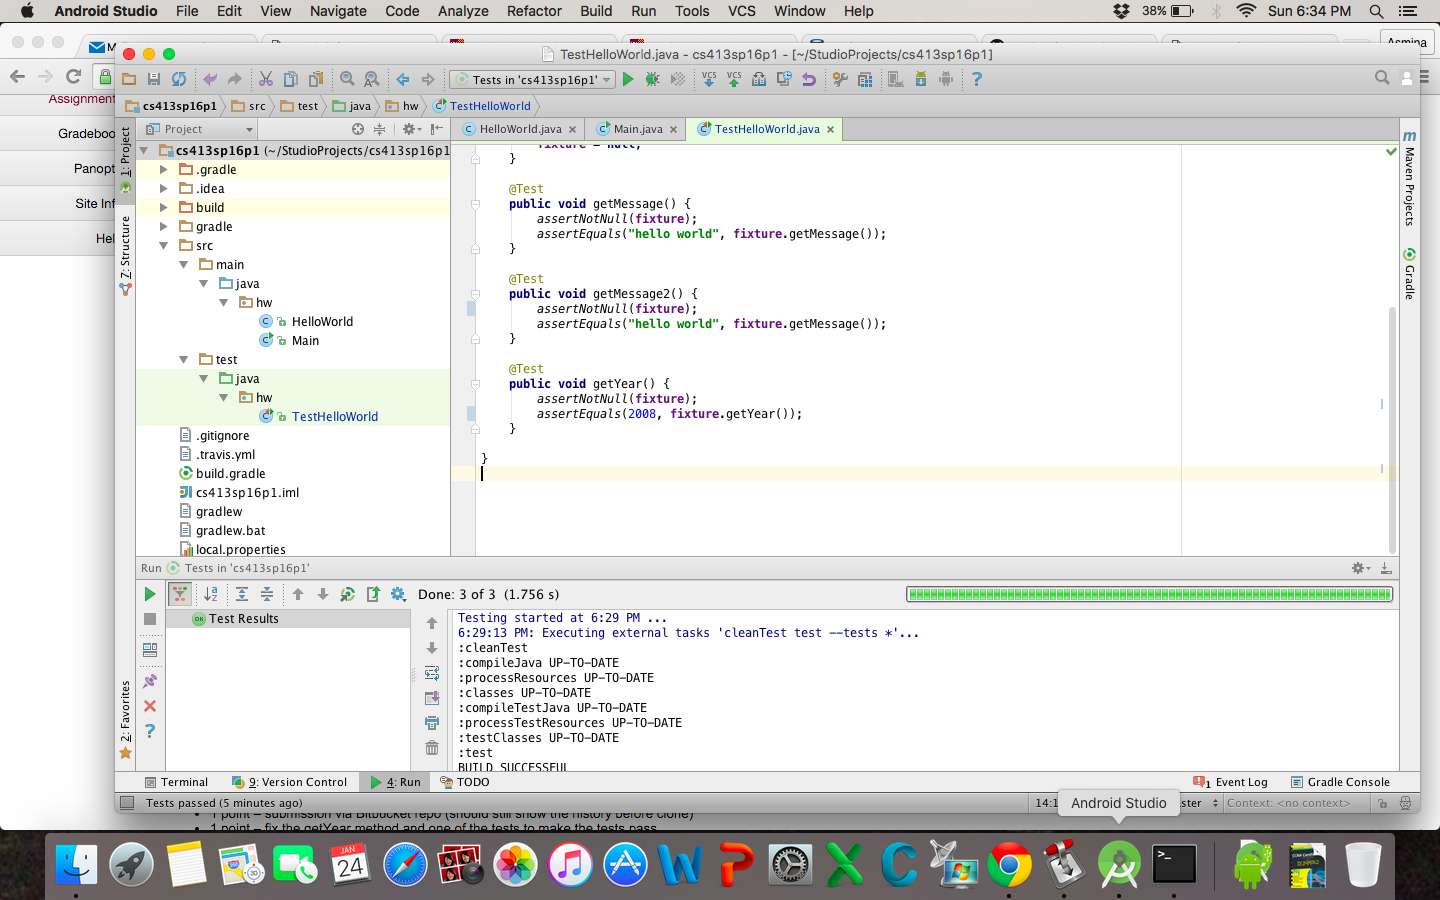 Android Studio File Edit View Navigate Code Analyze Refactor Build Run Tools VCS Window Help 38% Sun 6:34 PM
Asmina
TestHelloWorld.java - cs413sp16p1 - [~/StudioProjects/cs413sp16p1]
Tests in 'cs413sp16p1' VCS VCS
cs413sp16p1 src test java hw TestHelloWorld
Assignment
Gradeboo
Panopt
Site Inf
Hel
1: Project
7: Structure
2: Favorites
Project
cs413sp16p1 (~/StudioProjects/cs413sp16p1
.gradle
.idea
build
gradle
src
main
java
hw
HelloWorld
Main
test
java
hw
TestHelloWorld
.gitignore
.travis.yml
build.gradle
cs413sp16p1.iml
gradlew
gradlew.bat
local.properties
HelloWorld.java Main.java TestHelloWorld.java
fixture = null;
}
@Test
public void getMessage() {
assertNotNull(fixture);
assertEquals("hello world", fixture.getMessage());
}
@Test
public void getMessage2() {
assertNotNull(fixture);
assertEquals("hello world", fixture.getMessage());
}
@Test
public void getYear() {
assertNotNull(fixture);
assertEquals(2008, fixture.getYear());
}
}
Maven Projects
Gradle
Run Tests in 'cs413sp16p1'
Done: 3 of 3 (1.756 s)
Test Results
Testing started at 6:29 PM ...
6:29:13 PM: Executing external tasks 'cleanTest test --tests *'...
:cleanTest
:compileJava UP-TO-DATE
:processResources UP-TO-DATE
:classes UP-TO-DATE
:compileTestJava UP-TO-DATE
:processTestResources UP-TO-DATE
:testClasses UP-TO-DATE
:test
BUILD SUCCESSFUL
Terminal 9: Version Control 4: Run TODO 1 Event Log Gradle Console
Tests passed (5 minutes ago) 14:1 ster Context: <no context>
Android Studio
1 point – submission via Bitbucket repo (should still show the history before clone)
1 point – fix the getYear method and one of the tests to make the tests pass
JAN
24